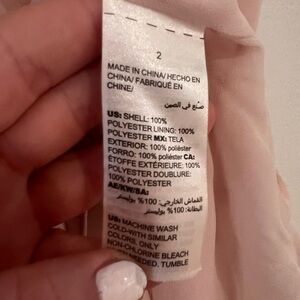 2
MADE IN CHINA/ HECHO EN
CHINA/ FABRIQUÉ EN
CHINE/
صنع في الصين
US: SHELL: 100%
POLYESTER LINING: 100%
POLYESTER MX: TELA
EXTERIOR: 100% poliéster
FORRO: 100% poliéster CA:
ÉTOFFE EXTÉRIEURE: 100%
POLYESTER DOUBLURE:
100% POLYESTER
AE/KW/SA:
القماش الخارجي: 100% بوليستر
البطانة: 100% بوليستر
US: MACHINE WASH
COLD-WITH SIMILAR
COLORS, ONLY
NON-CHLORINE BLEACH
NEEDED, TUMBLE